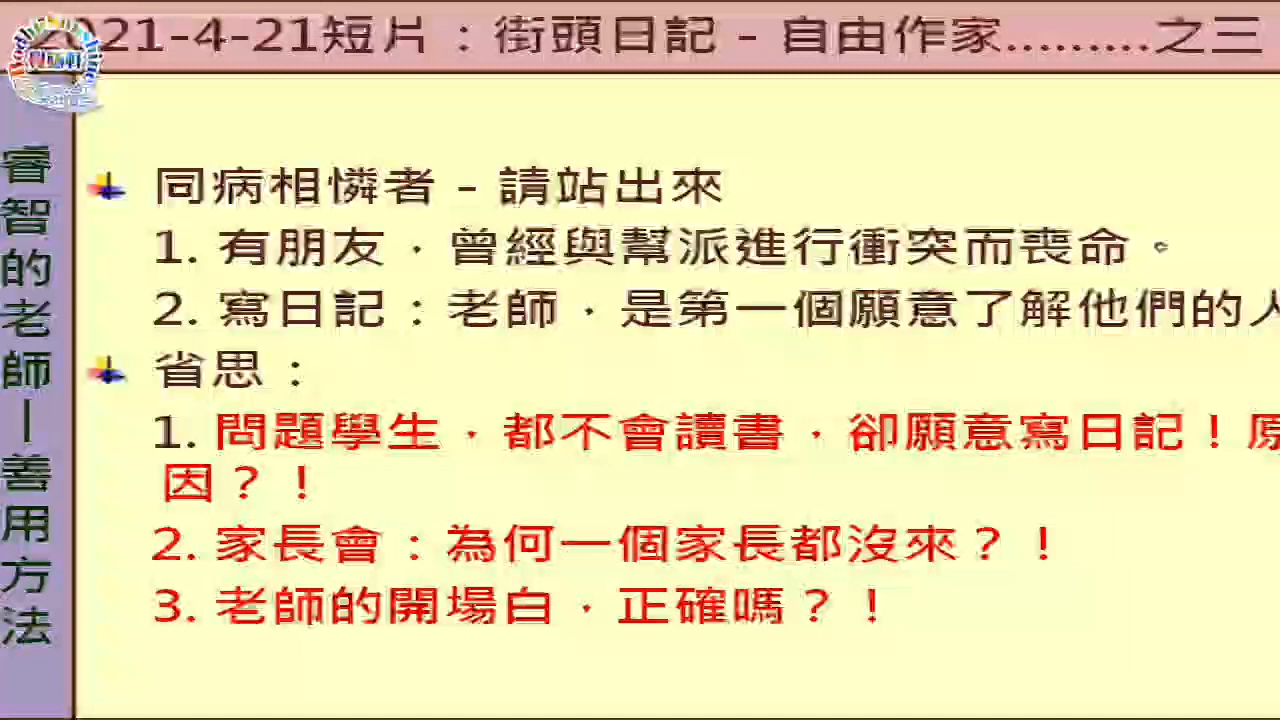 2021-4-21短片：街頭日記 - 自由作家.........之三
睿智的老師—善用方法
同病相憐者 - 請站出來
1. 有朋友，曾經與幫派進行衝突而喪命。
2. 寫日記：老師，是第一個願意了解他們的人
省思：
1. 問題學生，都不會讀書，卻願意寫日記！原
因？！
2. 家長會：為何一個家長都沒來？！
3. 老師的開場白，正確嗎？！